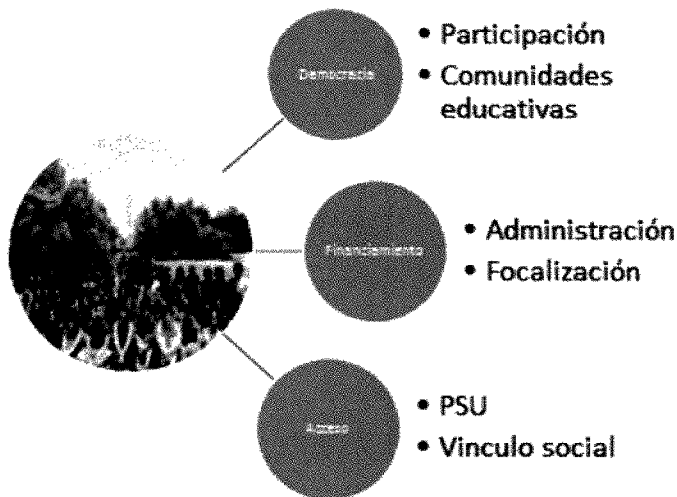 Democracia
• Participación
• Comunidades
educativas
Financiamiento
• Administración
• Focalización
Acceso
• PSU
• Vinculo social